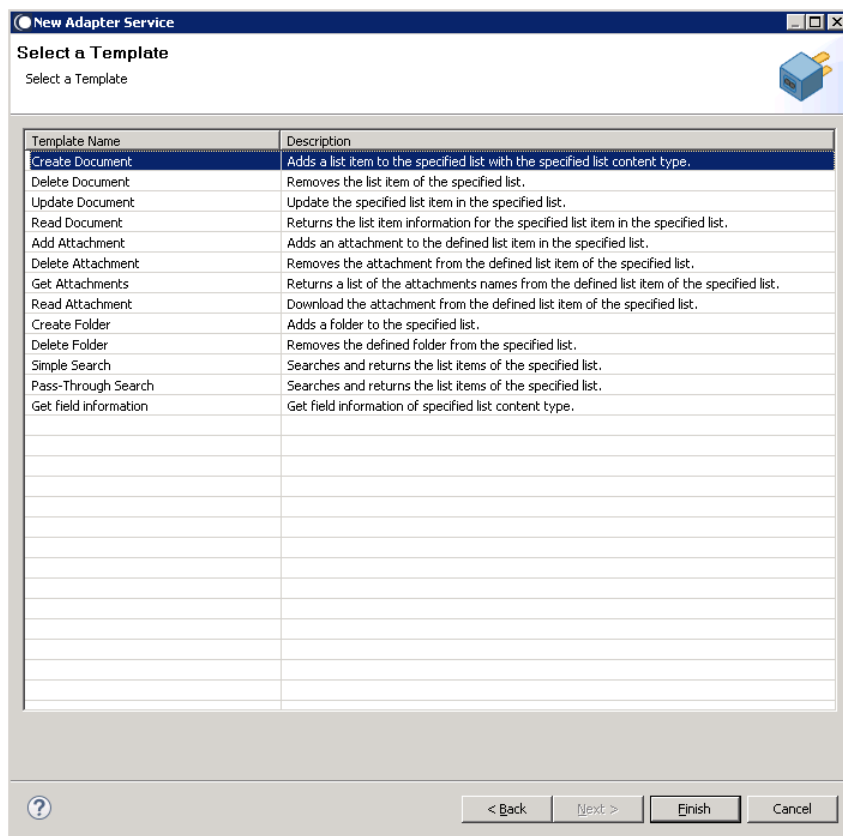 New Adapter Service
Select a Template
Select a Template
Template Name Description
Create Document Adds a list item to the specified list with the specified list content type.
Delete Document Removes the list item of the specified list.
Update Document Update the specified list item in the specified list.
Read Document Returns the list item information for the specified list item in the specified list.
Add Attachment Adds an attachment to the defined list item in the specified list.
Delete Attachment Removes the attachment from the defined list item of the specified list.
Get Attachments Returns a list of the attachments names from the defined list item of the specified list.
Read Attachment Download the attachment from the defined list item of the specified list.
Create Folder Adds a folder to the specified list.
Delete Folder Removes the defined folder from the specified list.
Simple Search Searches and returns the list items of the specified list.
Pass-Through Search Searches and returns the list items of the specified list.
Get field information Get field information of specified list content type.
? < Back Next > Finish Cancel